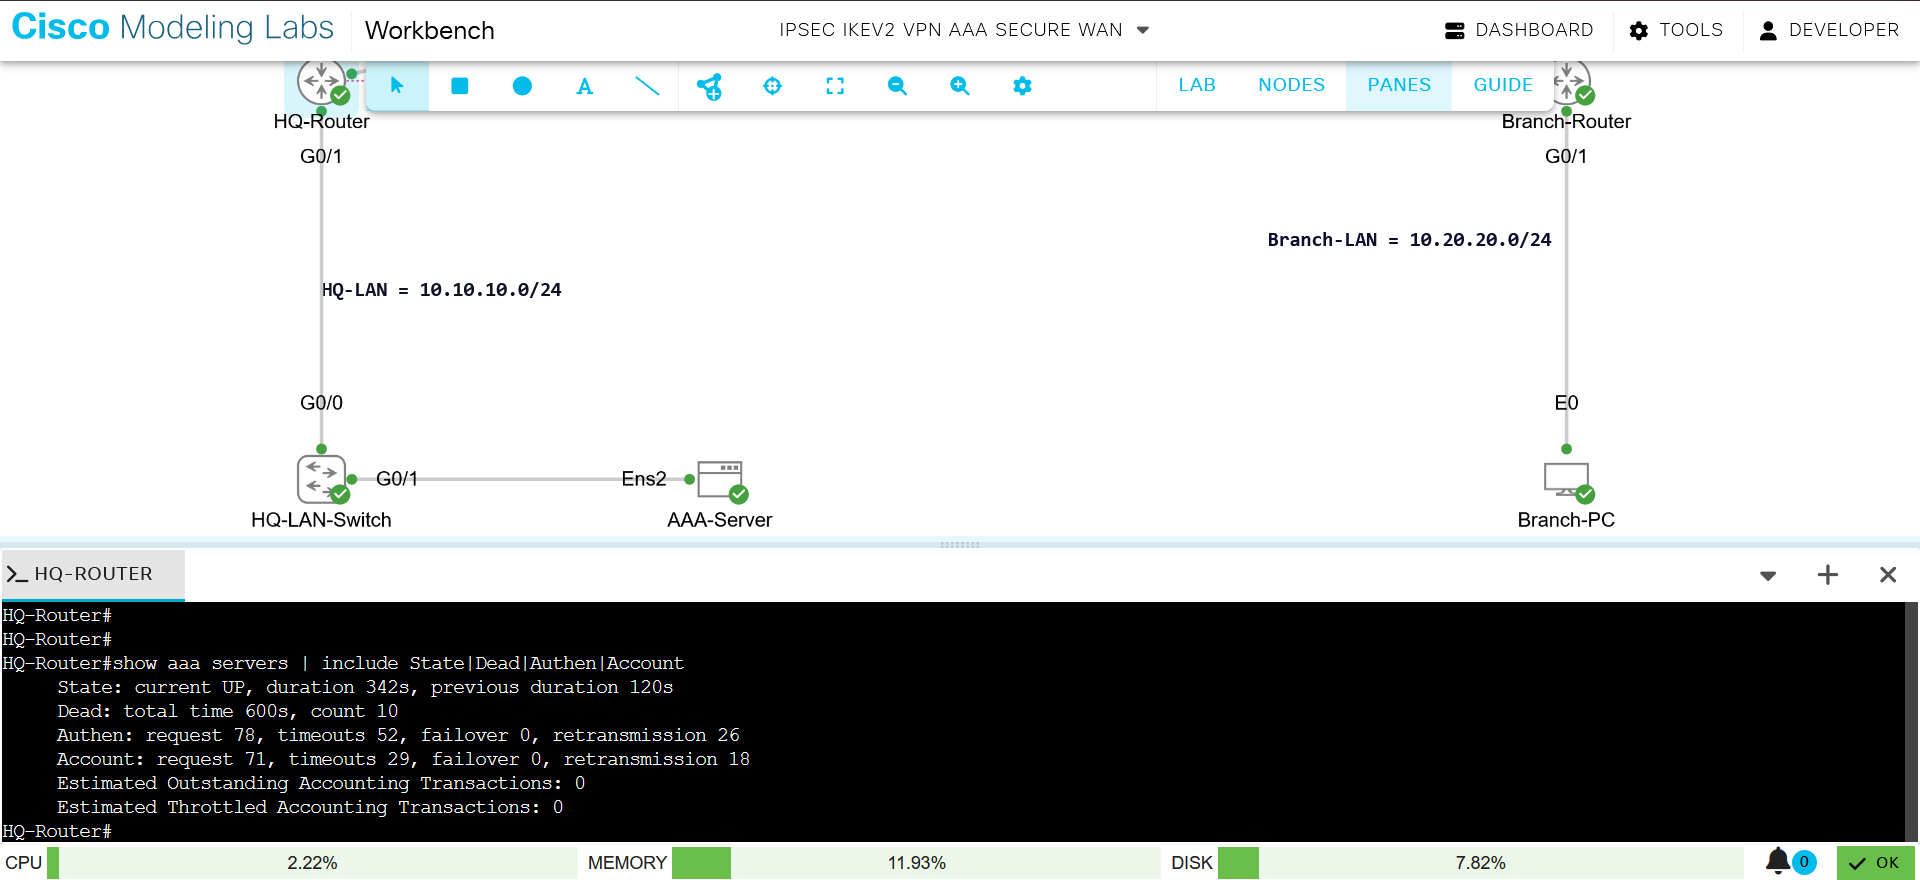 Cisco Modeling Labs Workbench IPSEC IKEV2 VPN AAA SECURE WAN DASHBOARD TOOLS DEVELOPER
A LAB NODES PANES GUIDE
HQ-Router Branch-Router
G0/1 G0/1
Branch-LAN = 10.20.20.0/24
HQ-LAN = 10.10.10.0/24
G0/0 E0
G0/1 Ens2
HQ-LAN-Switch AAA-Server Branch-PC
HQ-ROUTER
HQ-Router#
HQ-Router#
HQ-Router#show aaa servers | include State|Dead|Authen|Account
State: current UP, duration 342s, previous duration 120s
Dead: total time 600s, count 10
Authen: request 78, timeouts 52, failover 0, retransmission 26
Account: request 71, timeouts 29, failover 0, retransmission 18
Estimated Outstanding Accounting Transactions: 0
Estimated Throttled Accounting Transactions: 0
HQ-Router#
CPU 2.22% MEMORY 11.93% DISK 7.82% 0 OK